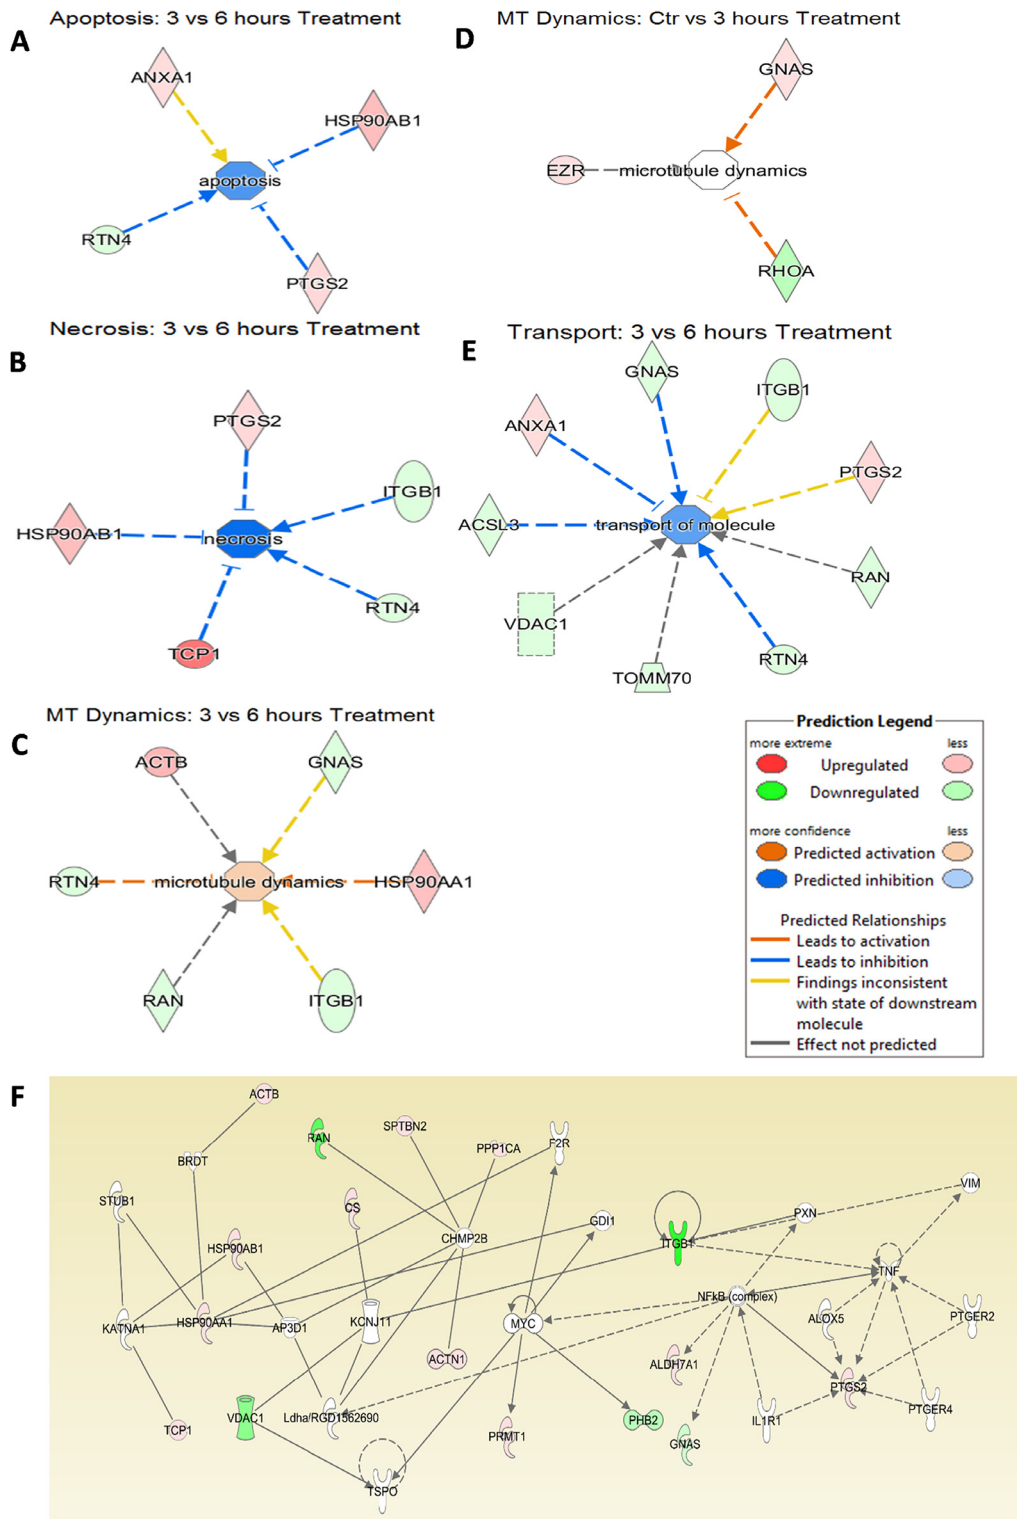 A
Apoptosis: 3 vs 6 hours Treatment
ANXA1
HSP90AB1
apoptosis
RTN4
PTGS2
D
MT Dynamics: Ctr vs 3 hours Treatment
GNAS
EZR
microtubule dynamics
RHOA
B
Necrosis: 3 vs 6 hours Treatment
PTGS2
ITGB1
HSP90AB1
necrosis
RTN4
TCP1
E
Transport: 3 vs 6 hours Treatment
GNAS
ITGB1
ANXA1
PTGS2
ACSL3
transport of molecule
RAN
VDAC1
TOMM70
RTN4
C
MT Dynamics: 3 vs 6 hours Treatment
ACTB
GNAS
RTN4
microtubule dynamics
HSP90AA1
RAN
ITGB1
Prediction Legend
more extreme less
Upregulated
Downregulated
more confidence less
Predicted activation
Predicted inhibition
Predicted Relationships
Leads to activation
Leads to inhibition
Findings inconsistent
with state of downstream
molecule
Effect not predicted
F
ACTB
RAN
SPTBN2
PPP1CA
F2R
BRDT
STUB1
CS
GDI1
PXN
VIM
HSP90AB1
CHMP2B
ITGB1
TNF
NFkB (complex)
KATNA1
HSP90AA1
AP3D1
KCNJ11
MYC
ALOX5
PTGER2
ACTN1
ALDH7A1
PTGS2
TCP1
VDAC1
Ldha/RGD1562690
PRMT1
PHB2
GNAS
IL1R1
PTGER4
TSPO